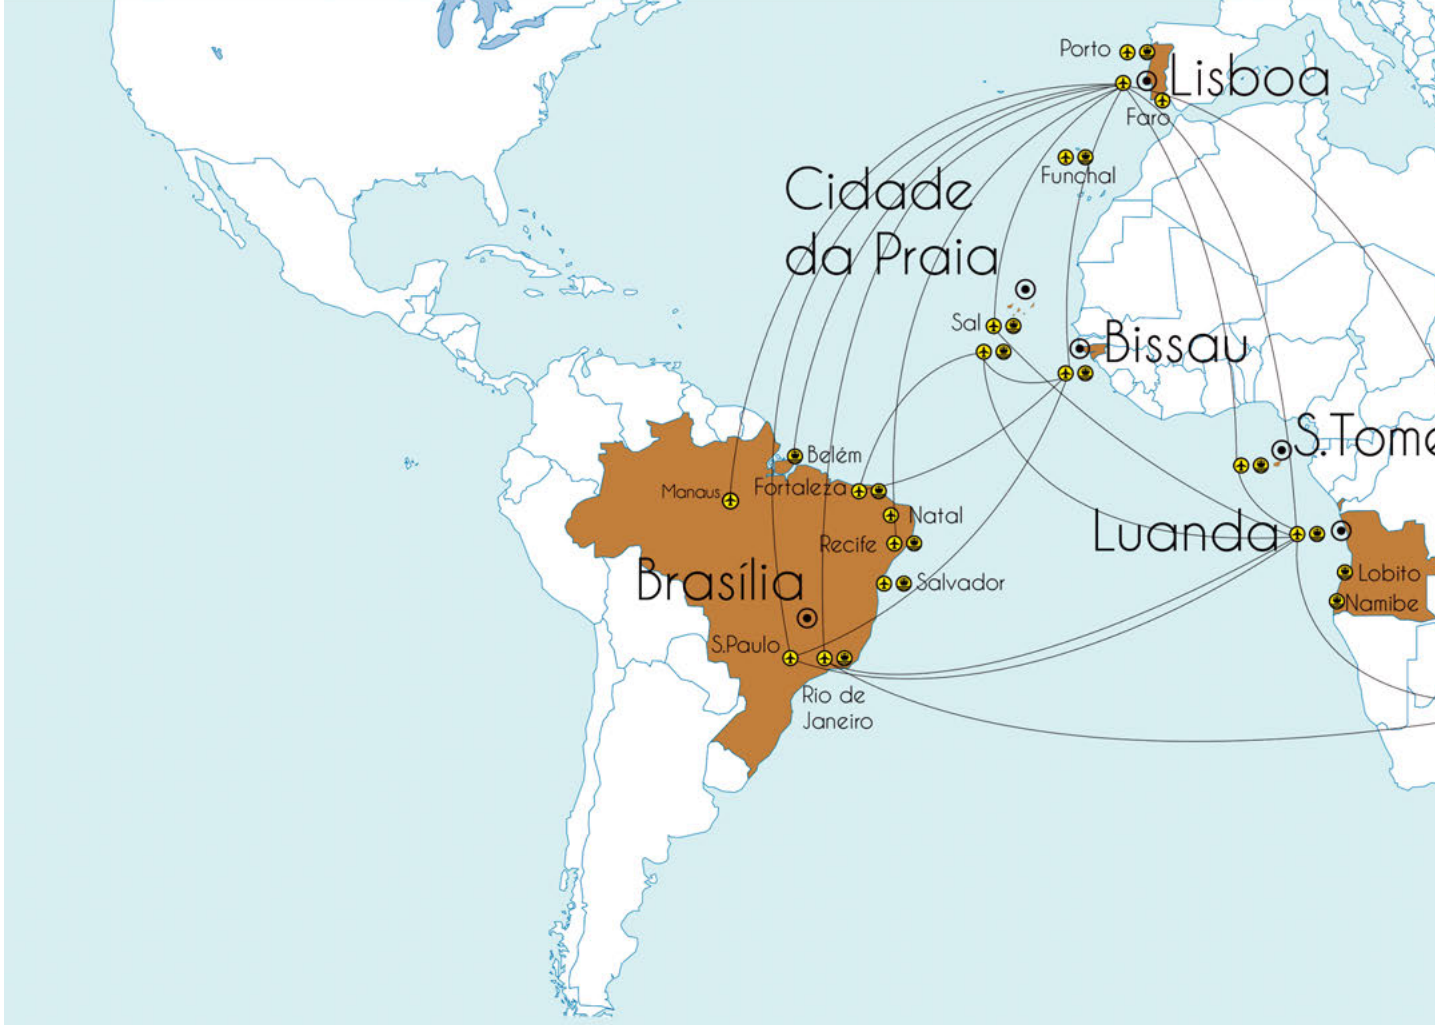 Porto
Lisboa
Faro
Funchal
Cidade
da Praia
Sal
Bissau
S.Tome
Belém
Manaus
Fortaleza
Natal
Luanda
Recife
Lobito
Brasília
Salvador
Namibe
S.Paulo
Rio de
Janeiro